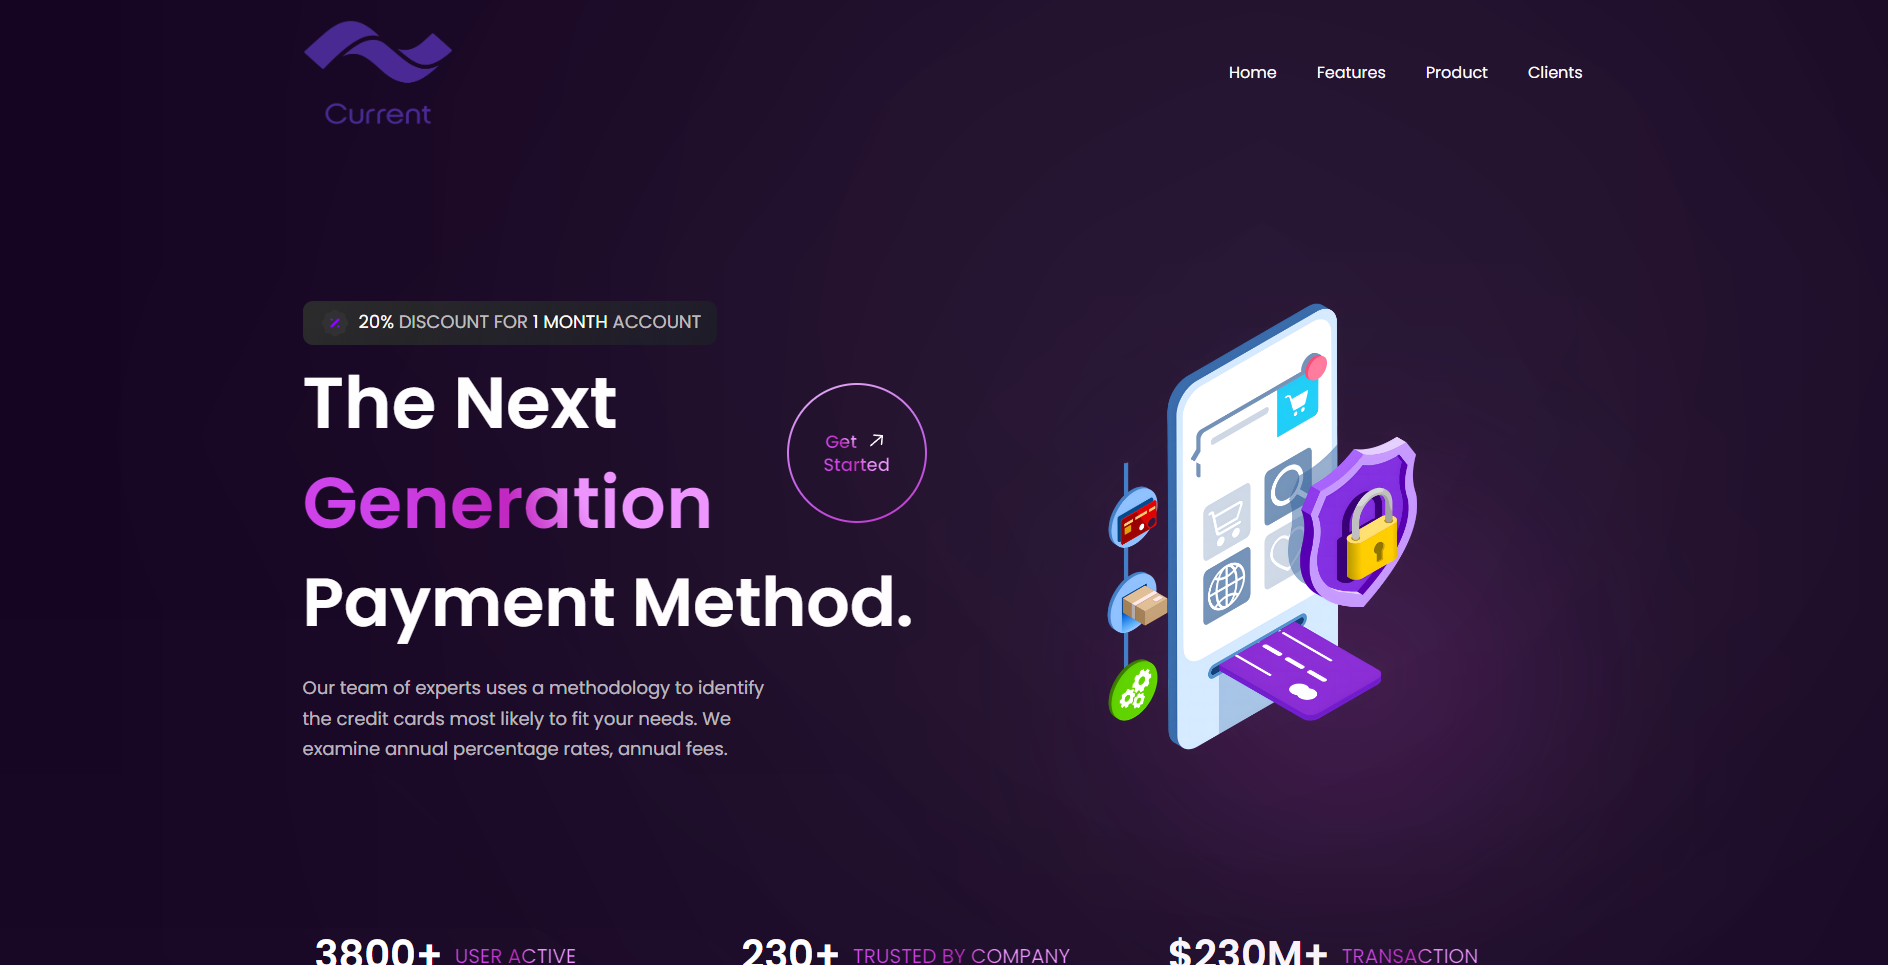 Current
Home
Features
Product
Clients
20% DISCOUNT FOR 1 MONTH ACCOUNT
The Next
Generation
Payment Method.
Get
Started
Our team of experts uses a methodology to identify
the credit cards most likely to fit your needs. We
examine annual percentage rates, annual fees.
3800+ USER ACTIVE
230+ TRUSTED BY COMPANY
$230M+ TRANSACTION